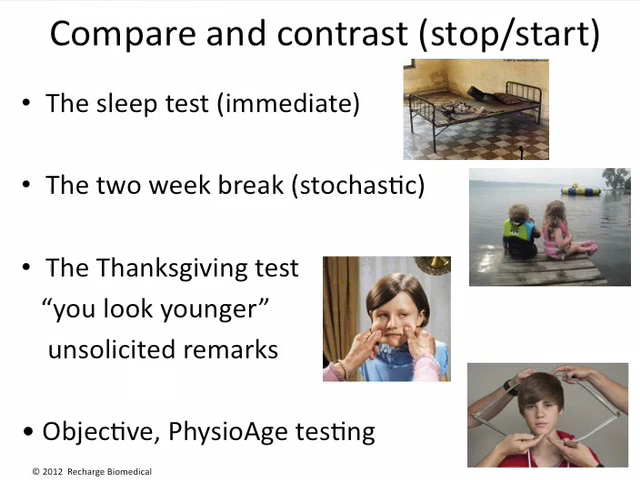 Compare and contrast (stop/start)
• The sleep test (immediate)
• The two week break (stochastic)
• The Thanksgiving test
“you look younger”
unsolicited remarks
• Objective, PhysioAge testing
© 2012 Recharge Biomedical